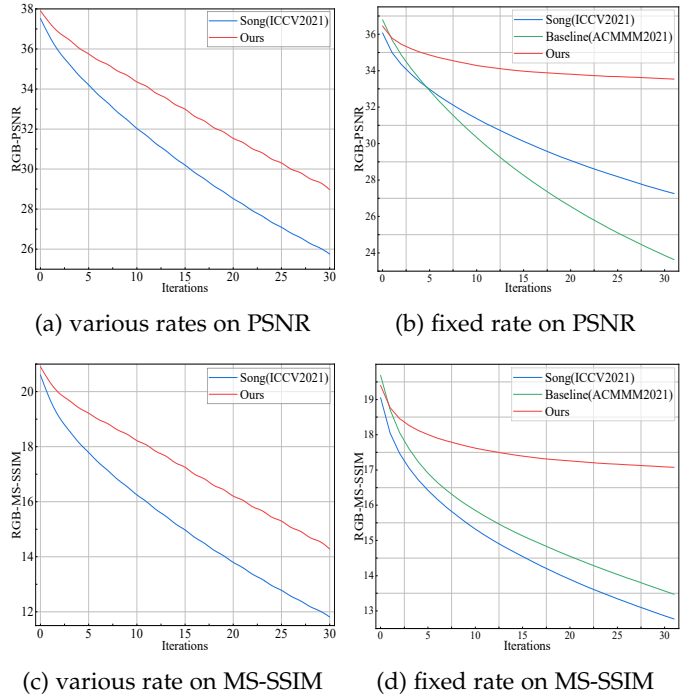 38
36
34
32
30
28
26
RGB-PSNR
0
5
10
15
20
25
30
Iterations
Song(ICCV2021)
Ours
(a) various rates on PSNR
36
34
32
30
28
26
24
RGB-PSNR
0
5
10
15
20
25
30
Iterations
Song(ICCV2021)
Baseline(ACMMM2021)
Ours
(b) fixed rate on PSNR
20
18
16
14
12
RGB-MS-SSIM
0
5
10
15
20
25
30
Iterations
Song(ICCV2021)
Ours
(c) various rate on MS-SSIM
19
18
17
16
15
14
13
RGB-MS-SSIM
0
5
10
15
20
25
30
Iterations
Song(ICCV2021)
Baseline(ACMMM2021)
Ours
(d) fixed rate on MS-SSIM